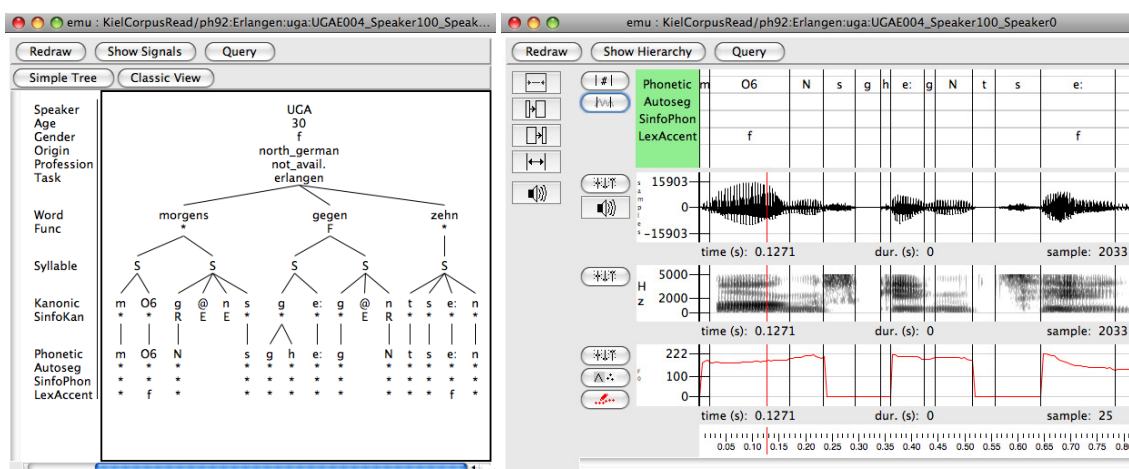 emu : KielCorpusRead/ph92:Erlangen:uga:UGAE004_Speaker100_Speak...
Redraw Show Signals Query
Simple Tree Classic View
Speaker UGA
Age 30
Gender f
Origin north_german
Profession not_avail.
Task erlangen
Word morgens gegen zehn
Func * F *
Syllable S S S S S
Kanonic m O6 g @ n s g e: g @ n t s e: n
SinfoKan * * R E E * * * * E R * * * *
Phonetic m O6 N s g h e: g N t s e: n
Autoseg * * * * * * * * * * * * *
SinfoPhon * * * * * * * * * * * * *
LexAccent * f * * * * * * * * * f *
emu : KielCorpusRead/ph92:Erlangen:uga:UGAE004_Speaker100_Speaker0
Redraw Show Hierarchy Query
|#| Phonetic m O6 N s g h e: g N t s e:
Autoseg
SinfoPhon
LexAccent f f
samples 15903
0
-15903
time (s): 0.1271 dur. (s): 0 sample: 2033
Hz 5000
2000
0
time (s): 0.1271 dur. (s): 0 sample: 2033
F0 222
100
0
time (s): 0.1271 dur. (s): 0 sample: 25
0.05 0.10 0.15 0.20 0.25 0.30 0.35 0.40 0.45 0.50 0.55 0.60 0.65 0.70 0.75 0.8